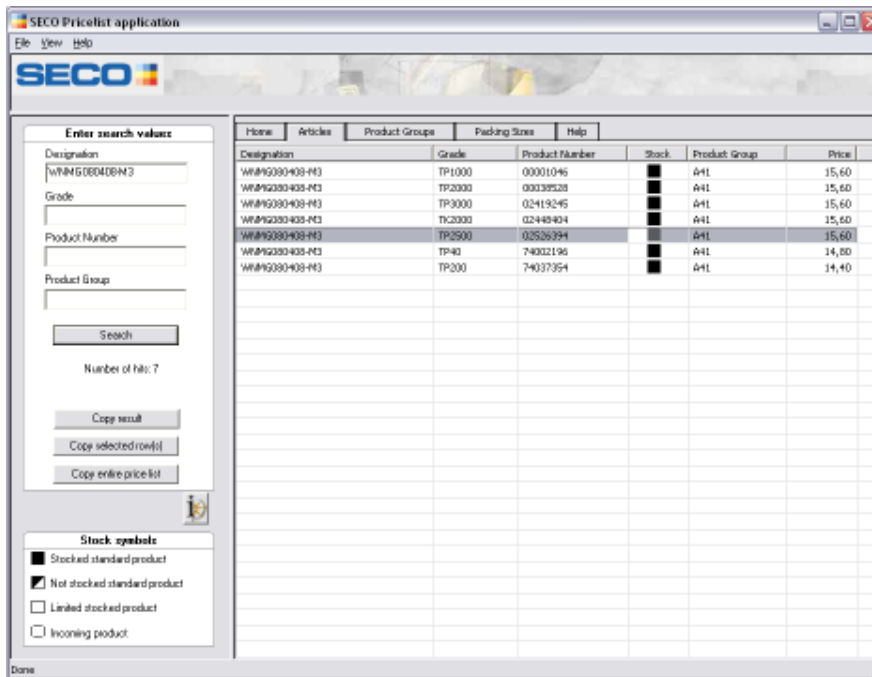 SECO Pricelist application
File View Help
SECO
Enter search values
Designation
WNMG080408-M3
Grade
Product Number
Product Group
Search
Number of hits: 7
Copy result
Copy selected row(s)
Copy entire price list
Stock symbols
Stocked standard product
Not stocked standard product
Limited stocked product
Incoming product
Home Articles Product Groups Packing Sizes Help
Designation Grade Product Number Stock Product Group Price
WNMG080408-M3 TP1000 00001046 A41 15,60
WNMG080408-M3 TP2000 00038528 A41 15,60
WNMG080408-M3 TP3000 02419245 A41 15,60
WNMG080408-M3 TK2000 02448404 A41 15,60
WNMG080408-M3 TP2500 02526394 A41 15,60
WNMG080408-M3 TP40 74002196 A41 14,80
WNMG080408-M3 TP200 74037354 A41 14,40
Done